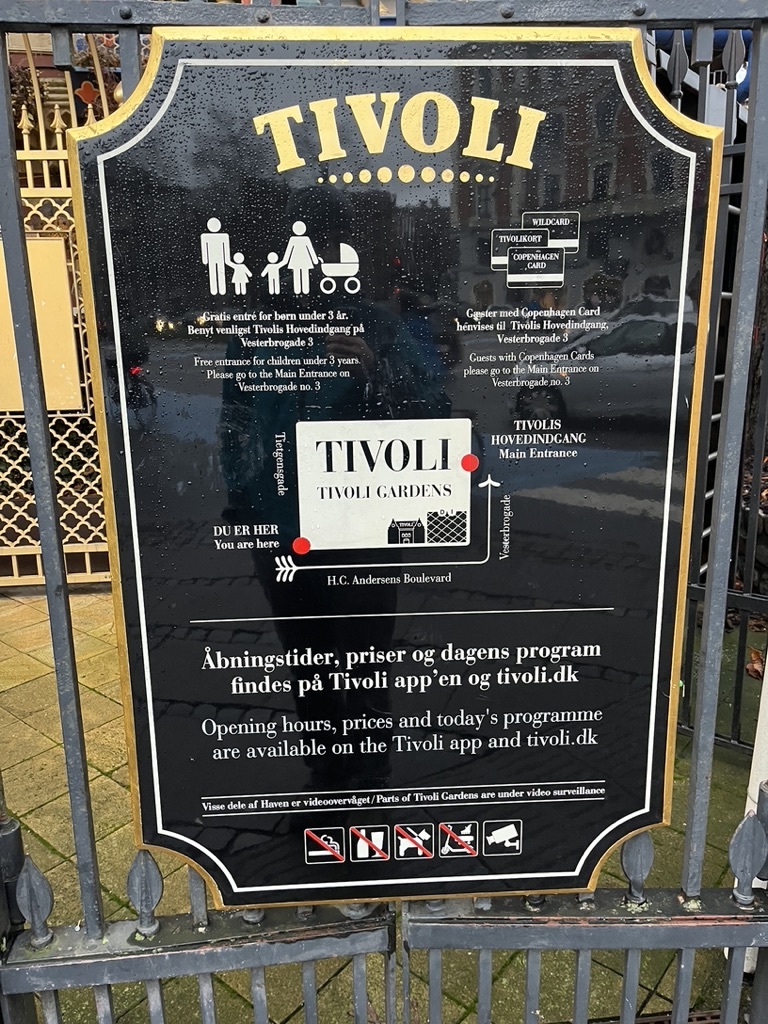 TIVOLI
WILDCARD
TIVOLIKORT
COPENHAGEN
CARD
Gratis entré for børn under 3 år.
Benyt venligst Tivolis Hovedindgang på
Vesterbrogade 3
Free entrance for children under 3 years.
Please go to the Main Entrance on
Vesterbrogade no. 3
Gæster med Copenhagen Card
henvises til Tivolis Hovedindgang,
Vesterbrogade 3
Guests with Copenhagen Cards
please go to the Main Entrance on
Vesterbrogade no. 3
Tietgensgade
TIVOLI
TIVOLI GARDENS
TIVOLI
TIVOLIS
HOVEDINDGANG
Main Entrance
Vesterbrogade
DU ER HER
You are here
H.C. Andersens Boulevard
Åbningstider, priser og dagens program
findes på Tivoli app'en og tivoli.dk
Opening hours, prices and today's programme
are available on the Tivoli app and tivoli.dk
Visse dele af Haven er videoovervåget / Parts of Tivoli Gardens are under video surveillance